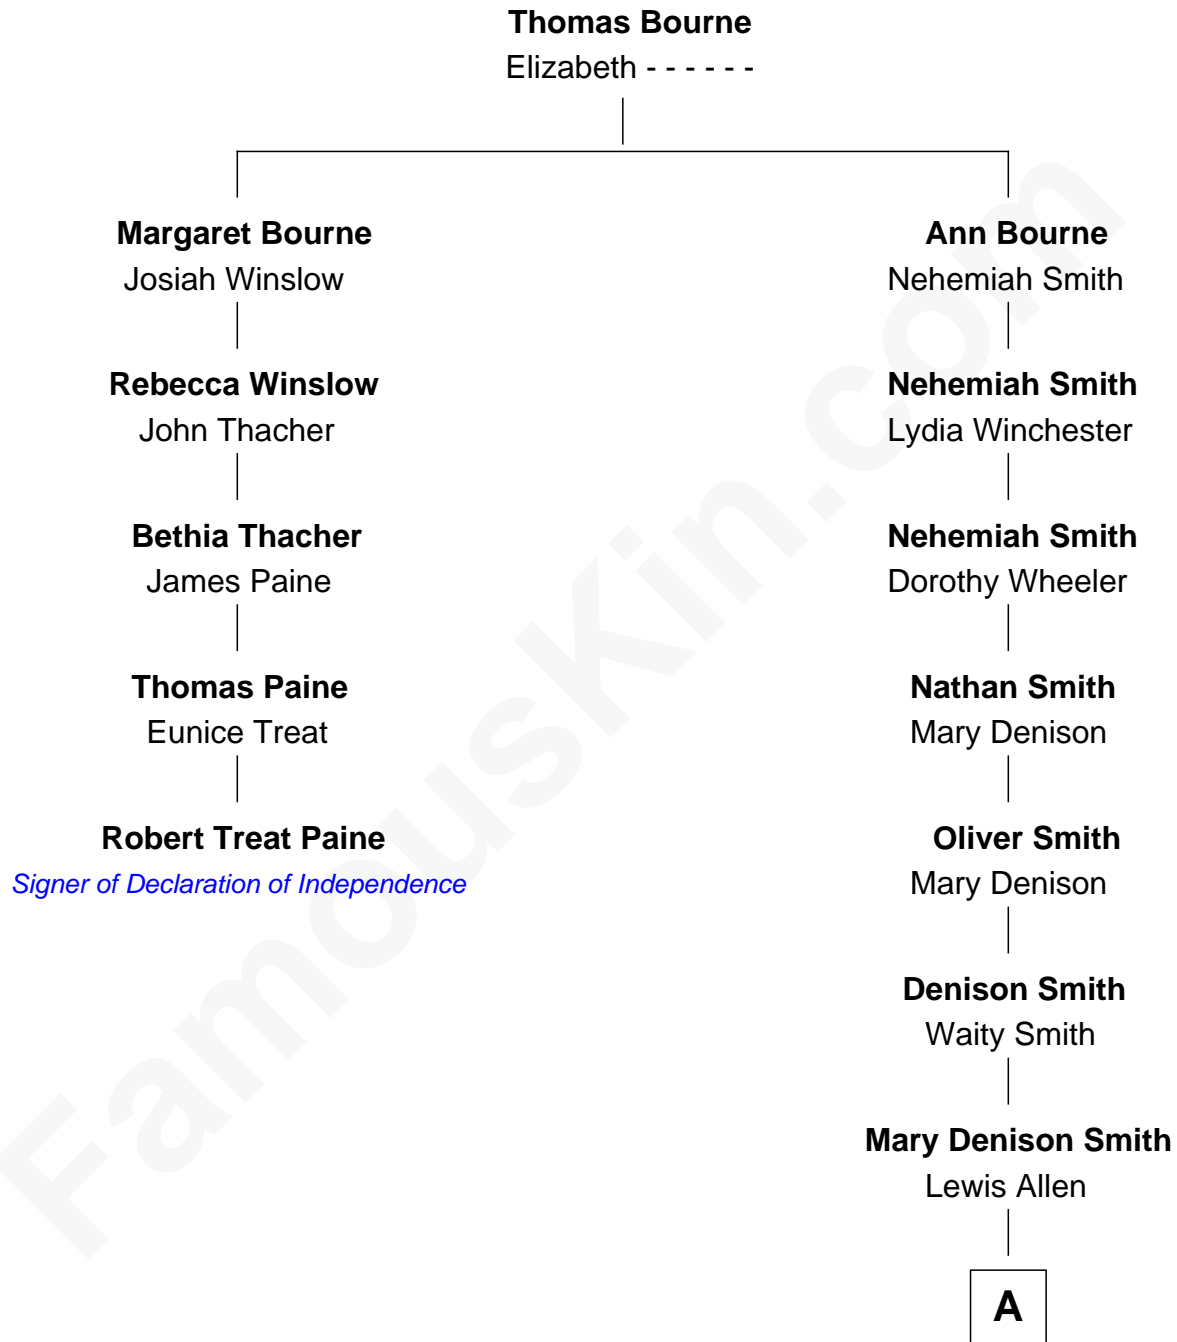 Thomas Bourne
Elizabeth - - - - - -
Margaret Bourne
Josiah Winslow
Rebecca Winslow
John Thacher
Bethia Thacher
James Paine
Thomas Paine
Eunice Treat
Robert Treat Paine
Signer of Declaration of Independence
Ann Bourne
Nehemiah Smith
Nehemiah Smith
Lydia Winchester
Nehemiah Smith
Dorothy Wheeler
Nathan Smith
Mary Denison
Oliver Smith
Mary Denison
Denison Smith
Waity Smith
Mary Denison Smith
Lewis Allen
A
FamousKin.com